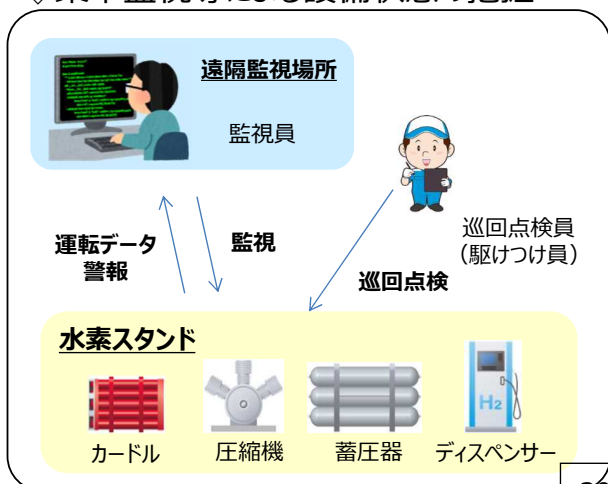 遠隔監視場所
監視員
運転データ
警報
監視
巡回点検
巡回点検員
（駆けつけ員）
水素スタンド
H2
カードル
圧縮機
蓄圧器
ディスペンサー